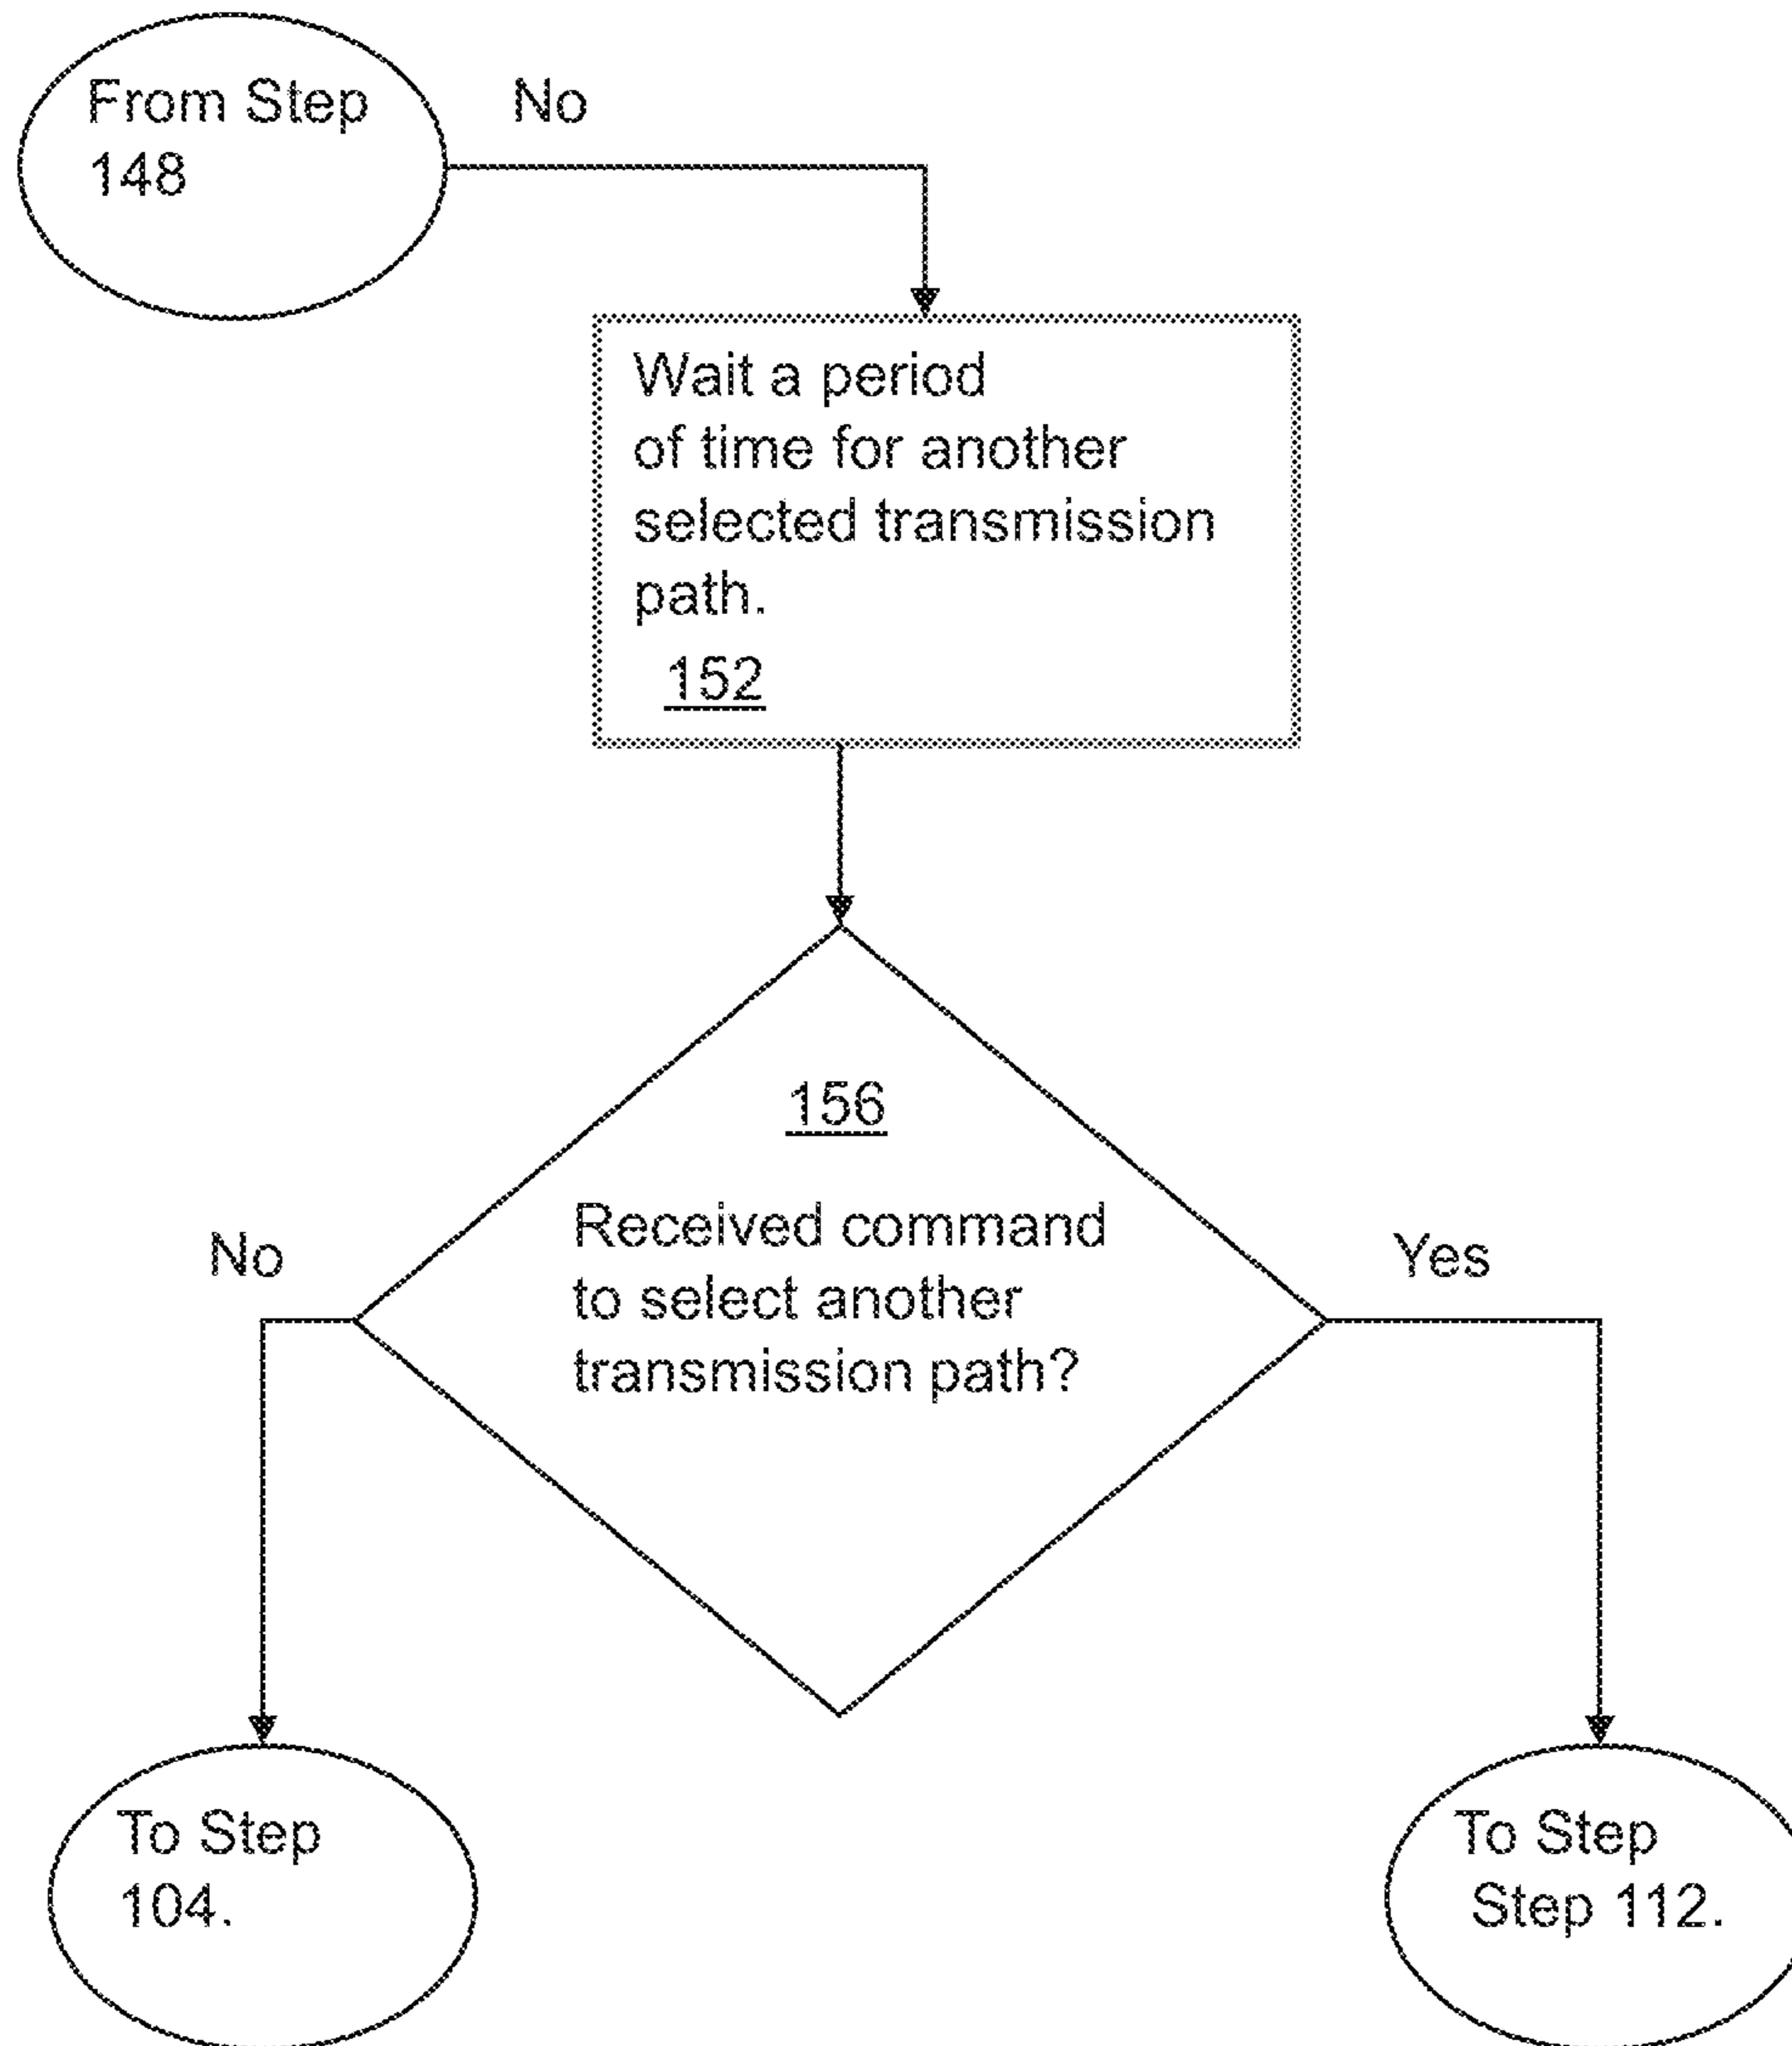 From Step
148
No
Wait a period
of time for another
selected transmission
path.
152
156
Received command
to select another
transmission path?
No
Yes
To Step
104.
To Step
Step 112.